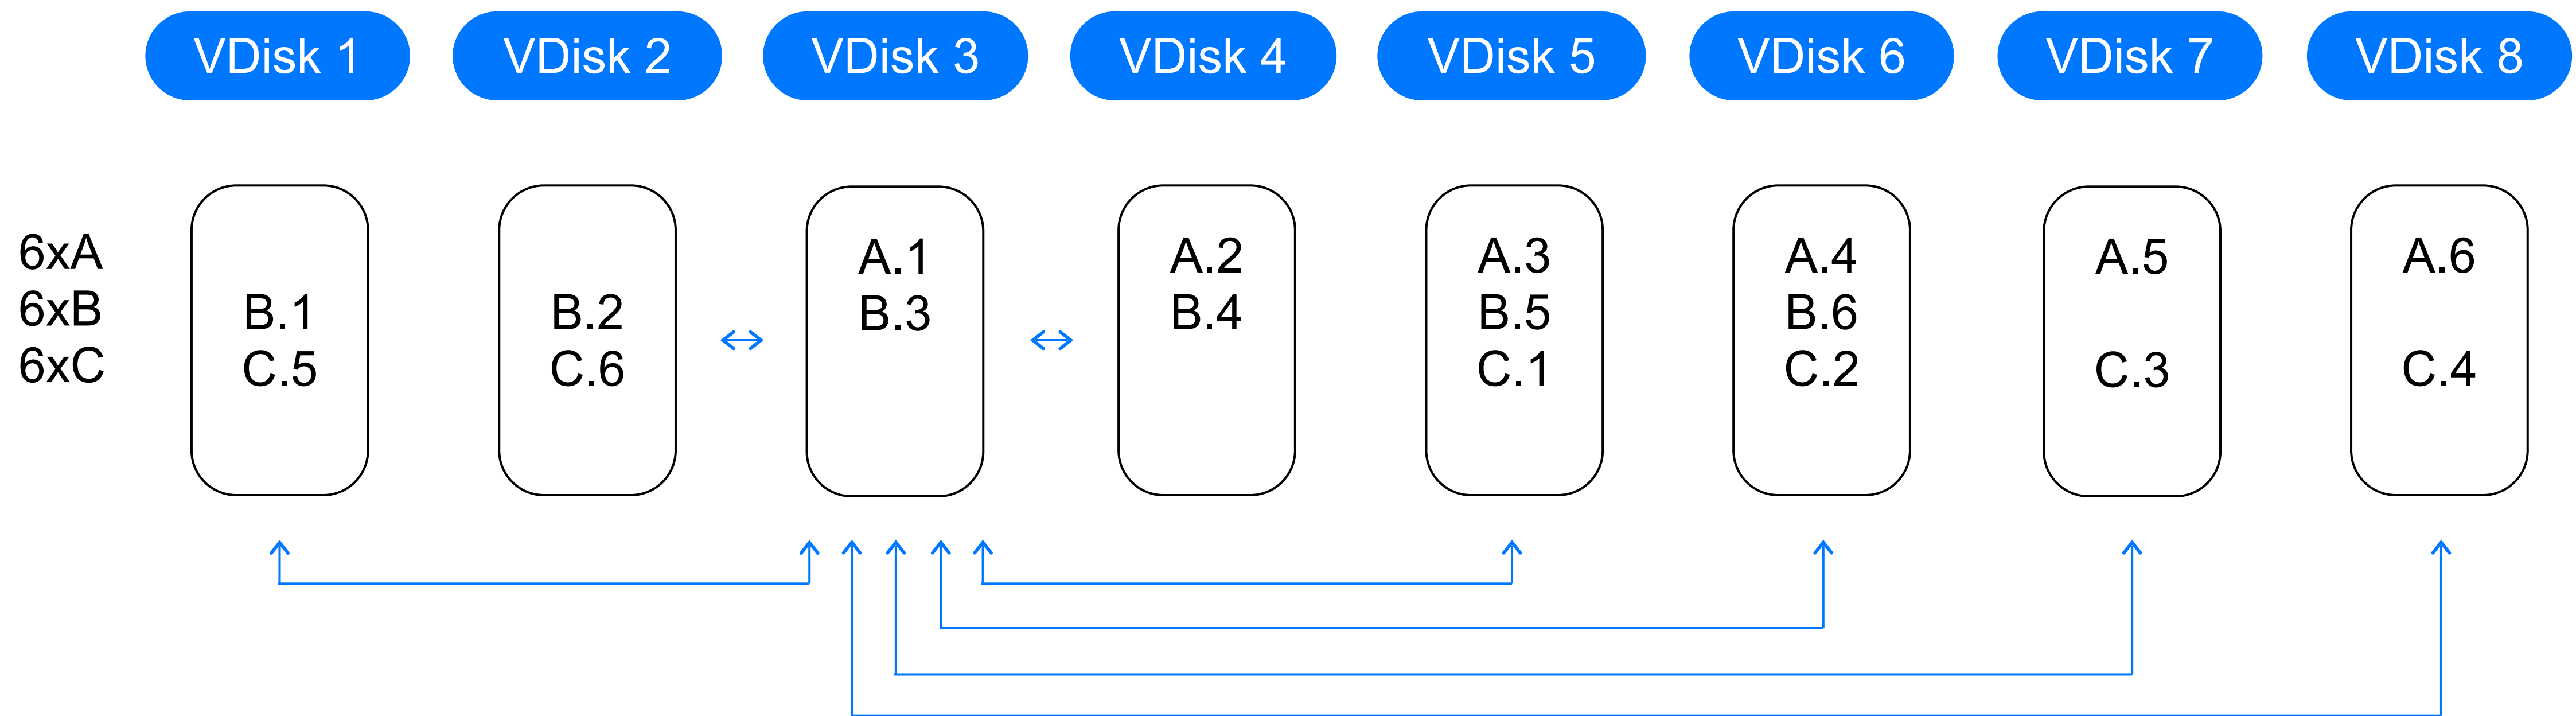 VDisk 1
VDisk 2
VDisk 3
VDisk 4
VDisk 5
VDisk 6
VDisk 7
VDisk 8
6xA
6xB
6xC
B.1
C.5
B.2
C.6
A.1
B.3
A.2
B.4
A.3
B.5
C.1
A.4
B.6
C.2
A.5
C.3
A.6
C.4